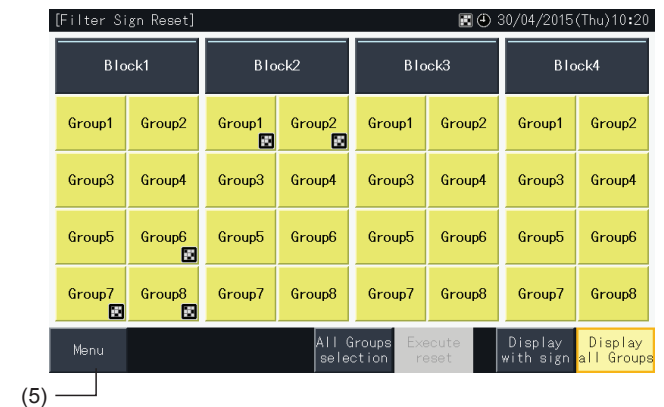 [Filter Sign Reset] 30/04/2015(Thu)10:20
Block1 Block2 Block3 Block4
Group1 Group2 Group1 Group2 Group1 Group2 Group1 Group2
Group3 Group4 Group3 Group4 Group3 Group4 Group3 Group4
Group5 Group6 Group5 Group6 Group5 Group6 Group5 Group6
Group7 Group8 Group7 Group8 Group7 Group8 Group7 Group8
Menu All Groups Execute Display Display
selection reset with sign all Groups
(5)